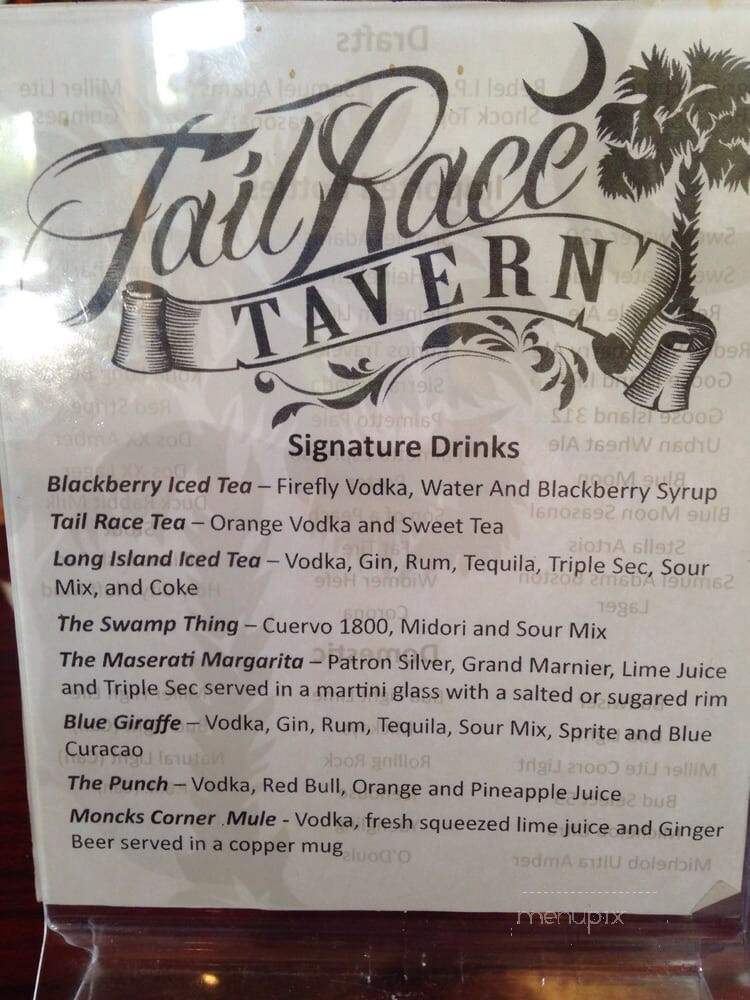 Tail Race
TAVERN
Signature Drinks
Blackberry Iced Tea – Firefly Vodka, Water And Blackberry Syrup
Tail Race Tea – Orange Vodka and Sweet Tea
Long Island Iced Tea – Vodka, Gin, Rum, Tequila, Triple Sec, Sour
Mix, and Coke
The Swamp Thing – Cuervo 1800, Midori and Sour Mix
The Maserati Margarita – Patron Silver, Grand Marnier, Lime Juice
and Triple Sec served in a martini glass with a salted or sugared rim
Blue Giraffe – Vodka, Gin, Rum, Tequila, Sour Mix, Sprite and Blue
Curacao
The Punch – Vodka, Red Bull, Orange and Pineapple Juice
Moncks Corner Mule - Vodka, fresh squeezed lime juice and Ginger
Beer served in a copper mug
menupix